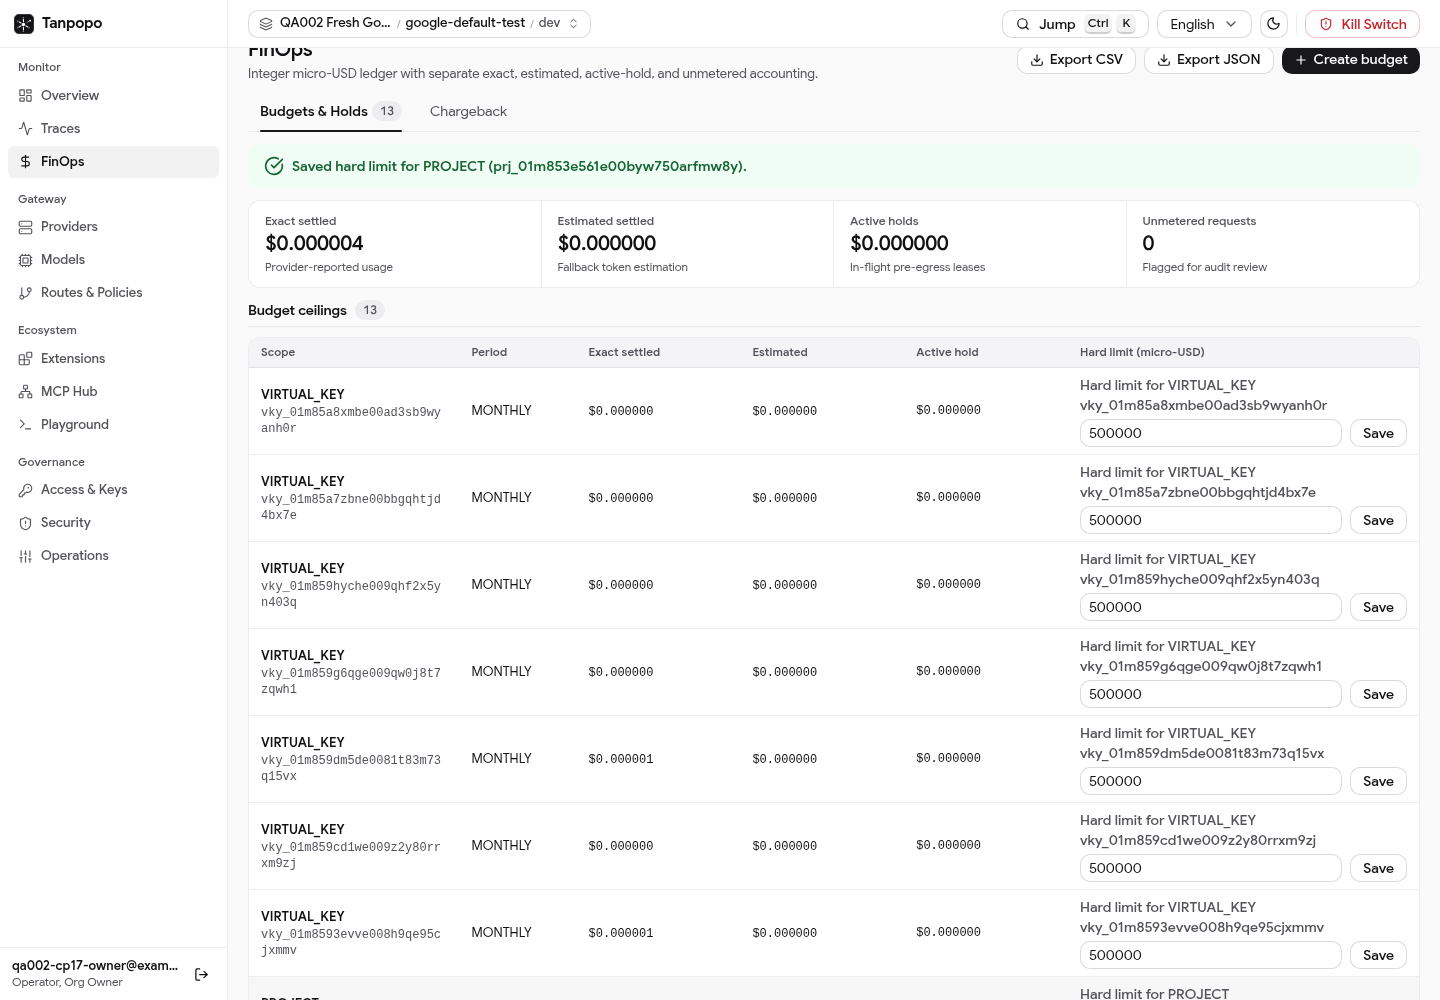 Tanpopo
QA002 Fresh Go... / google-default-test / dev
Jump Ctrl K
English
Kill Switch
Monitor
Overview
Traces
FinOps
Gateway
Providers
Models
Routes & Policies
Ecosystem
Extensions
MCP Hub
Playground
Governance
Access & Keys
Security
Operations
qa002-cp17-owner@exam...
Operator, Org Owner
FinOps
Integer micro-USD ledger with separate exact, estimated, active-hold, and unmetered accounting.
Export CSV
Export JSON
Create budget
Budgets & Holds 13
Chargeback
Saved hard limit for PROJECT (prj_01m853e561e00byw750arfmw8y).
Exact settled
$0.000004
Provider-reported usage
Estimated settled
$0.000000
Fallback token estimation
Active holds
$0.000000
In-flight pre-egress leases
Unmetered requests
0
Flagged for audit review
Budget ceilings 13
Scope Period Exact settled Estimated Active hold Hard limit (micro-USD)
VIRTUAL_KEY
vky_01m85a8xmbe00ad3sb9wy
anh0r
MONTHLY $0.000000 $0.000000 $0.000000
Hard limit for VIRTUAL_KEY
vky_01m85a8xmbe00ad3sb9wyanh0r
500000 Save
VIRTUAL_KEY
vky_01m85a7zbne00bbgqhtjd
4bx7e
MONTHLY $0.000000 $0.000000 $0.000000
Hard limit for VIRTUAL_KEY
vky_01m85a7zbne00bbgqhtjd4bx7e
500000 Save
VIRTUAL_KEY
vky_01m859hyche009qhf2x5y
n403q
MONTHLY $0.000000 $0.000000 $0.000000
Hard limit for VIRTUAL_KEY
vky_01m859hyche009qhf2x5yn403q
500000 Save
VIRTUAL_KEY
vky_01m859g6qge009qw0j8t7
zqwh1
MONTHLY $0.000000 $0.000000 $0.000000
Hard limit for VIRTUAL_KEY
vky_01m859g6qge009qw0j8t7zqwh1
500000 Save
VIRTUAL_KEY
vky_01m859dm5de0081t83m73
q15vx
MONTHLY $0.000001 $0.000000 $0.000000
Hard limit for VIRTUAL_KEY
vky_01m859dm5de0081t83m73q15vx
500000 Save
VIRTUAL_KEY
vky_01m859cd1we009z2y80rr
xm9zj
MONTHLY $0.000000 $0.000000 $0.000000
Hard limit for VIRTUAL_KEY
vky_01m859cd1we009z2y80rrxm9zj
500000 Save
VIRTUAL_KEY
vky_01m8593evve008h9qe95c
jxmmv
MONTHLY $0.000001 $0.000000 $0.000000
Hard limit for VIRTUAL_KEY
vky_01m8593evve008h9qe95cjxmmv
500000 Save
PROJECT
Hard limit for PROJECT